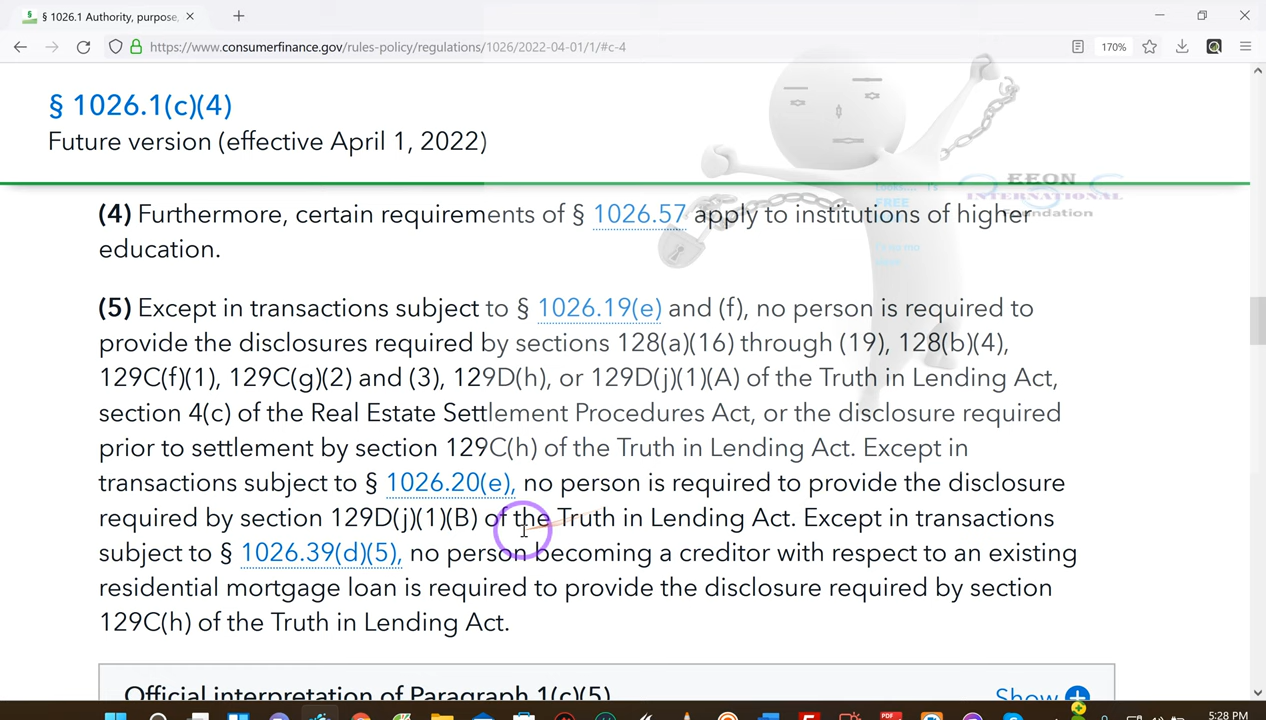 § 1026.1 Authority, purpose,
https://www.consumerfinance.gov/rules-policy/regulations/1026/2022-04-01/1/#c-4
170%
§ 1026.1(c)(4)
Future version (effective April 1, 2022)
EEON
INTERNATIONAL
Foundation
FREE
(4) Furthermore, certain requirements of § 1026.57 apply to institutions of higher
education.
(5) Except in transactions subject to § 1026.19(e) and (f), no person is required to
provide the disclosures required by sections 128(a)(16) through (19), 128(b)(4),
129C(f)(1), 129C(g)(2) and (3), 129D(h), or 129D(j)(1)(A) of the Truth in Lending Act,
section 4(c) of the Real Estate Settlement Procedures Act, or the disclosure required
prior to settlement by section 129C(h) of the Truth in Lending Act. Except in
transactions subject to § 1026.20(e), no person is required to provide the disclosure
required by section 129D(j)(1)(B) of the Truth in Lending Act. Except in transactions
subject to § 1026.39(d)(5), no person becoming a creditor with respect to an existing
residential mortgage loan is required to provide the disclosure required by section
129C(h) of the Truth in Lending Act.
Official interpretation of Paragraph 1(c)(5)
Show
5:28 PM